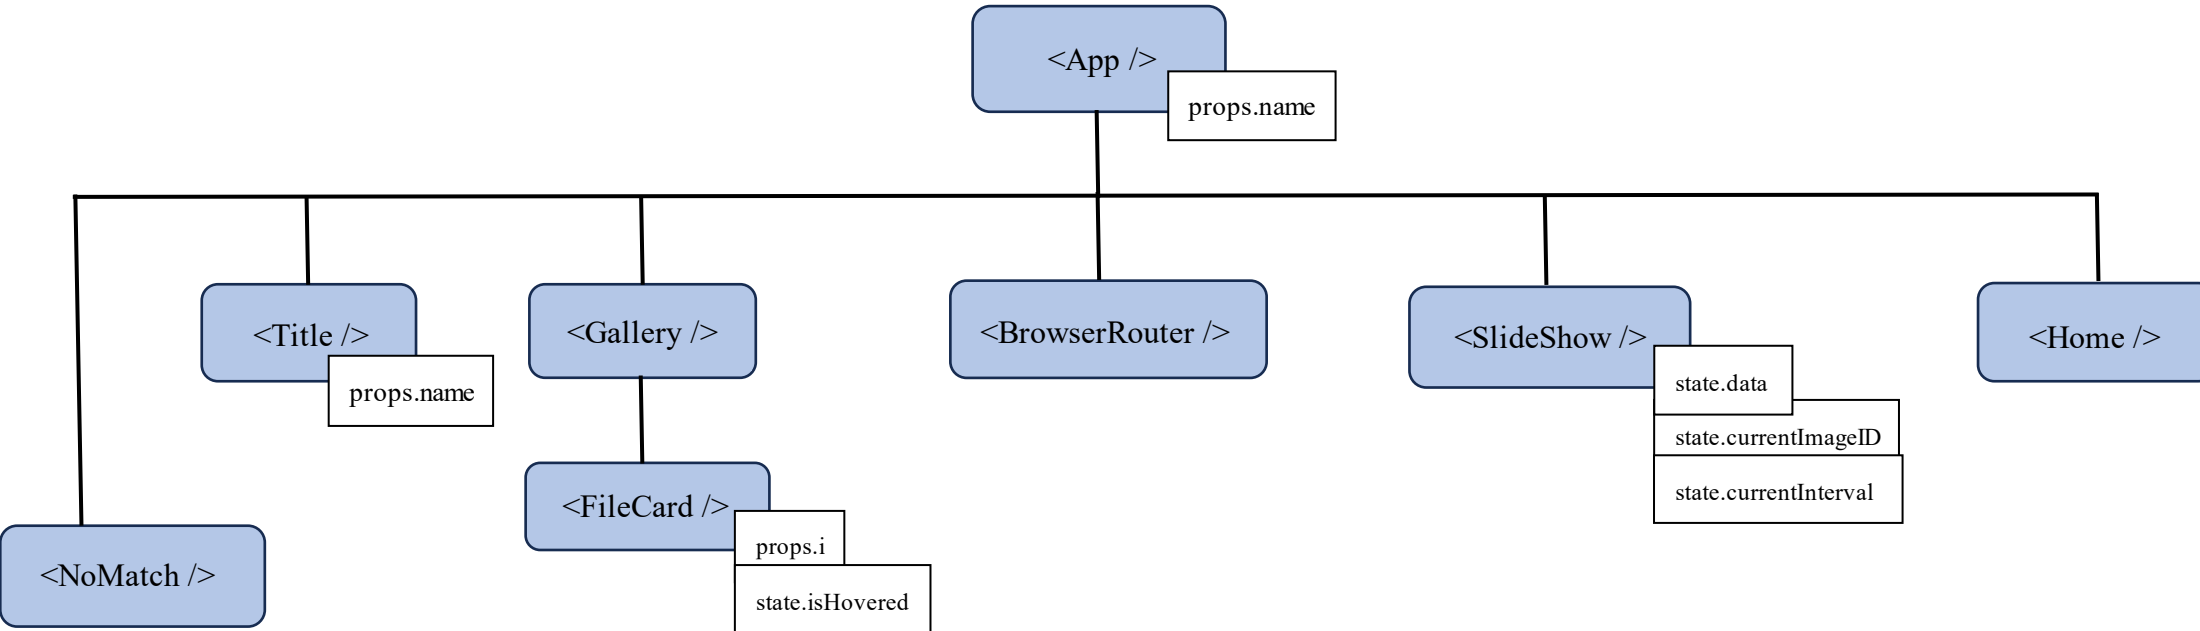 <App />
props.name
<Title />
props.name
<Gallery />
<BrowserRouter />
<SlideShow />
state.data
state.currentImageID
state.currentInterval
<Home />
<FileCard />
props.i
state.isHovered
<NoMatch />